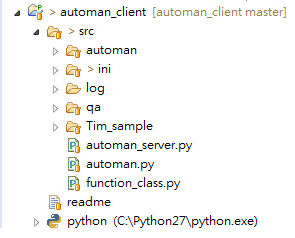 > automan_client [automan_client master]
> src
automan
> ini
log
qa
Tim_sample
automan_server.py
automan.py
function_class.py
readme
python (C:\Python27\python.exe)